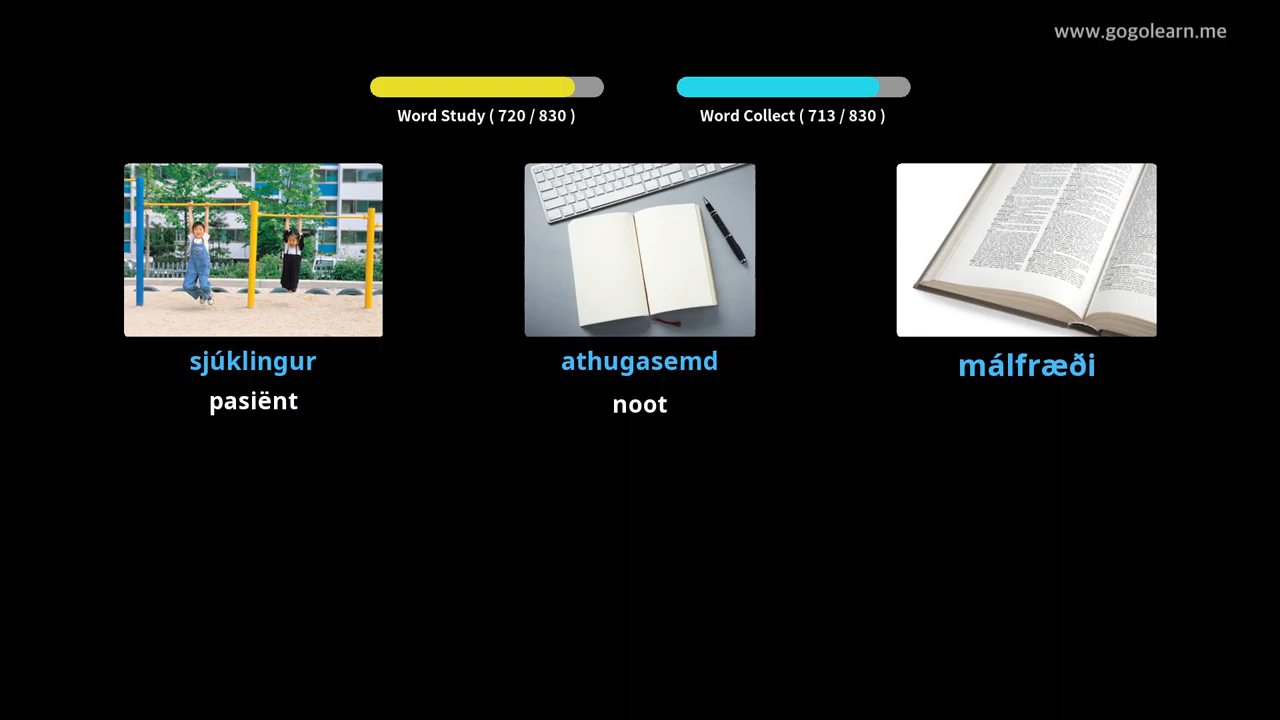 www.gogolearn.me
Word Study ( 720 / 830 )
Word Collect ( 713 / 830 )
sjúklingur
pasiënt
athugasemd
noot
málfræði